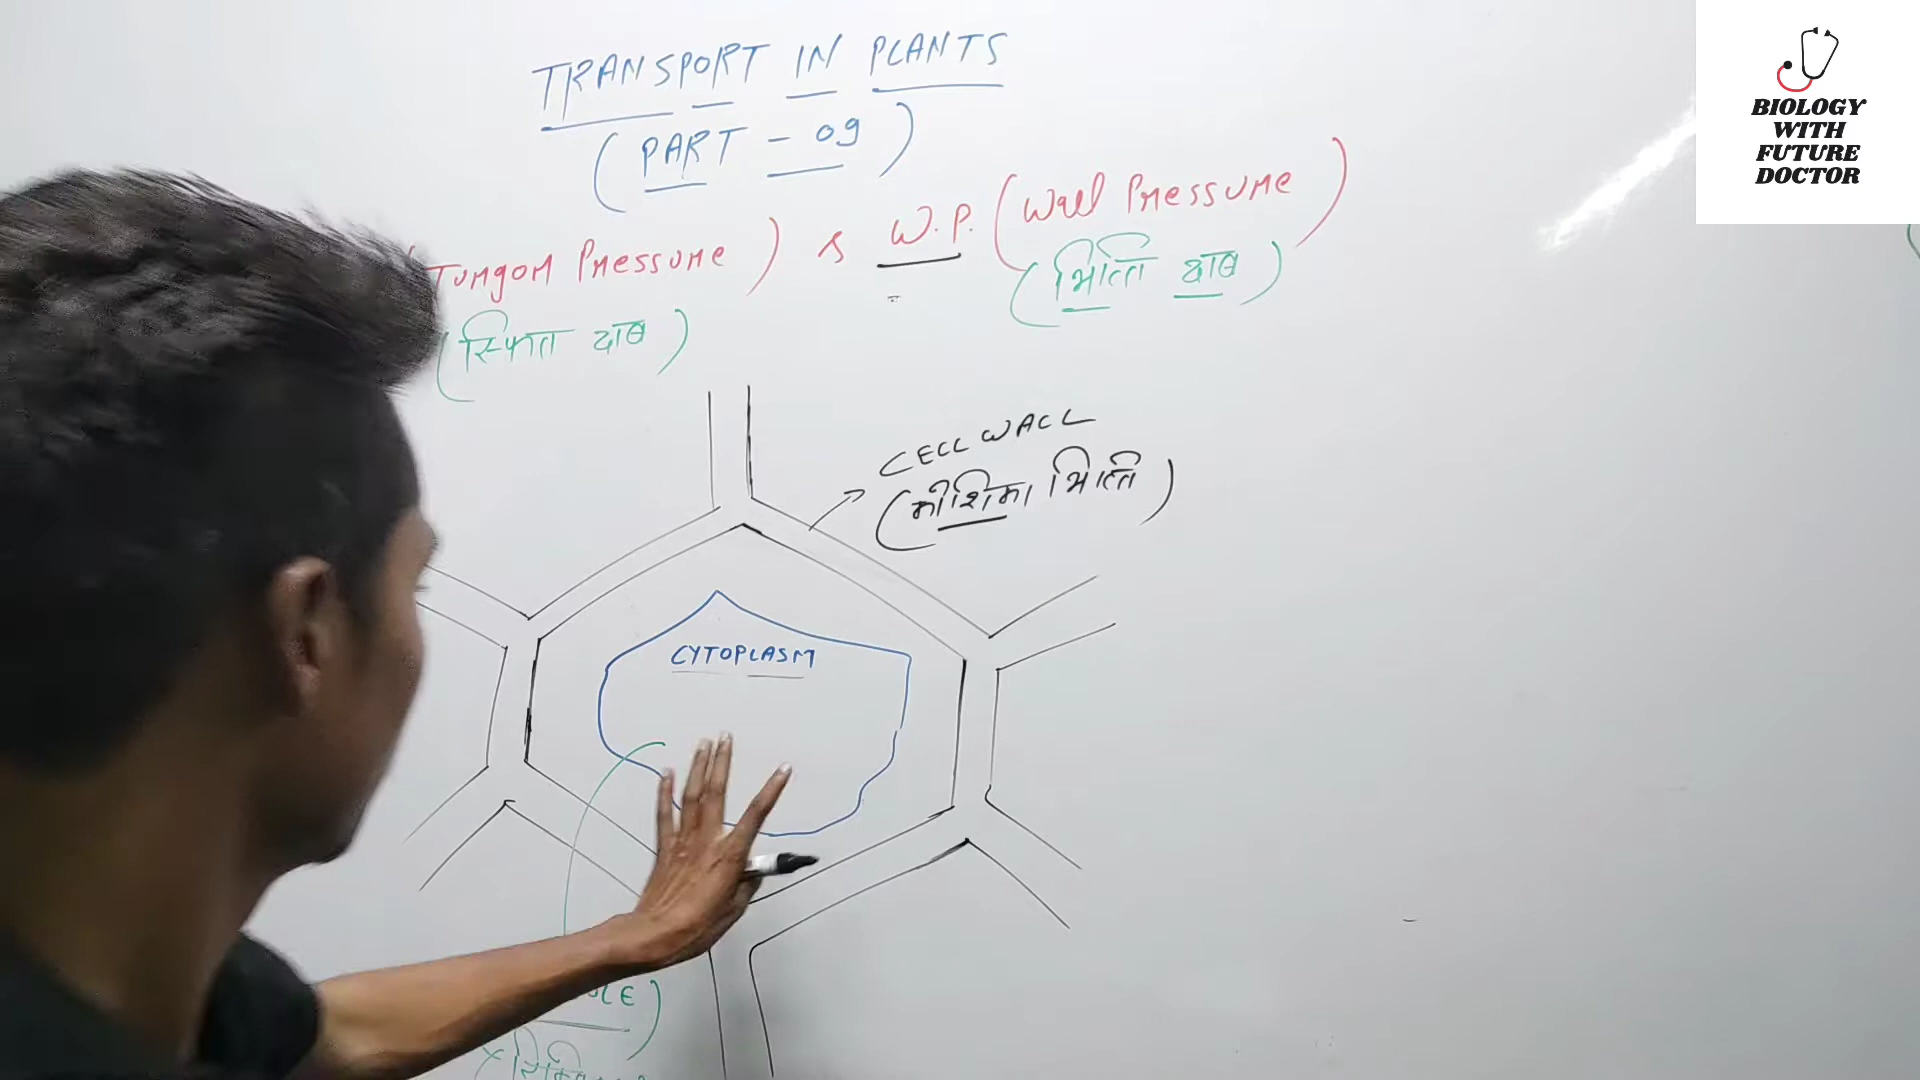 TRANSPORT IN PLANTS
(PART - 09)
(Turgor Pressure) & W.P. (Wall Pressure)
(स्फित दाब)
(भित्ति दाब)
CELL WALL
(कोशिका भित्ति)
CYTOPLASM
BIOLOGY
WITH
FUTURE
DOCTOR